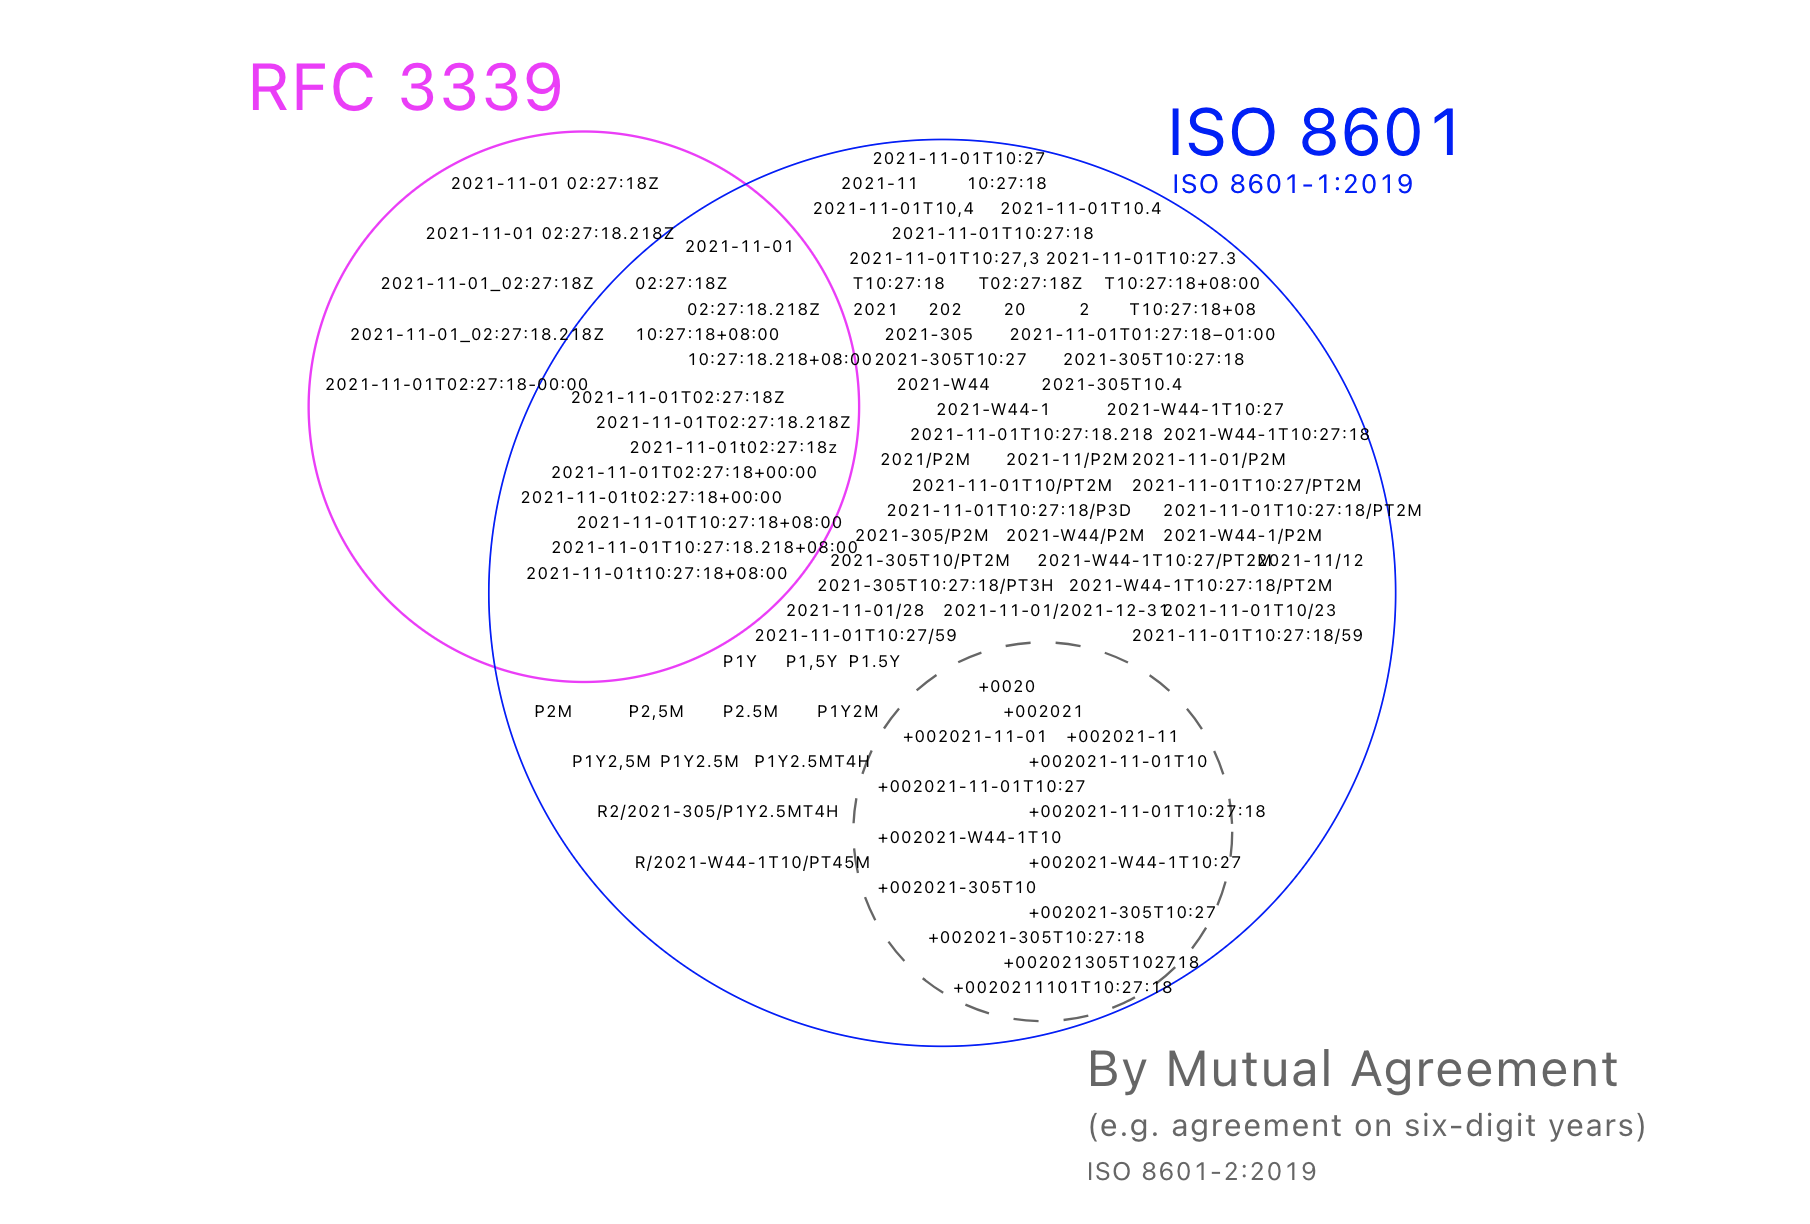 RFC 3339
ISO 8601
ISO 8601-1:2019
2021-11-01T10:27
2021-11-01 02:27:18Z 2021-11 10:27:18
2021-11-01T10,4 2021-11-01T10.4
2021-11-01 02:27:18.218Z 2021-11-01T10:27:18
2021-11-01
2021-11-01T10:27,3 2021-11-01T10:27.3
2021-11-01_02:27:18Z 02:27:18Z T10:27:18 T02:27:18Z T10:27:18+08:00
02:27:18.218Z 2021 202 20 2 T10:27:18+08
2021-11-01_02:27:18.218Z 10:27:18+08:00 2021-305 2021-11-01T01:27:18−01:00
10:27:18.218+08:00 2021-305T10:27 2021-305T10:27:18
2021-11-01T02:27:18-00:00 2021-W44 2021-305T10.4
2021-11-01T02:27:18Z
2021-W44-1 2021-W44-1T10:27
2021-11-01T02:27:18.218Z
2021-11-01T10:27:18.218 2021-W44-1T10:27:18
2021-11-01t02:27:18z
2021/P2M 2021-11/P2M 2021-11-01/P2M
2021-11-01T02:27:18+00:00
2021-11-01T10/PT2M 2021-11-01T10:27/PT2M
2021-11-01t02:27:18+00:00
2021-11-01T10:27:18/P3D 2021-11-01T10:27:18/PT2M
2021-11-01T10:27:18+08:00
2021-305/P2M 2021-W44/P2M 2021-W44-1/P2M
2021-11-01T10:27:18.218+08:00
2021-305T10/PT2M 2021-W44-1T10:27/PT2M 2021-11/12
2021-11-01t10:27:18+08:00
2021-305T10:27:18/PT3H 2021-W44-1T10:27:18/PT2M
2021-11-01/28 2021-11-01/2021-12-31 2021-11-01T10/23
2021-11-01T10:27/59 2021-11-01T10:27:18/59
P1Y P1,5Y P1.5Y
+0020
P2M P2,5M P2.5M P1Y2M +002021
+002021-11-01 +002021-11
P1Y2,5M P1Y2.5M P1Y2.5MT4H +002021-11-01T10
+002021-11-01T10:27
R2/2021-305/P1Y2.5MT4H +002021-11-01T10:27:18
+002021-W44-1T10
R/2021-W44-1T10/PT45M +002021-W44-1T10:27
+002021-305T10
+002021-305T10:27
+002021-305T10:27:18
+002021305T102718
+0020211101T10:27:18
By Mutual Agreement
(e.g. agreement on six-digit years)
ISO 8601-2:2019